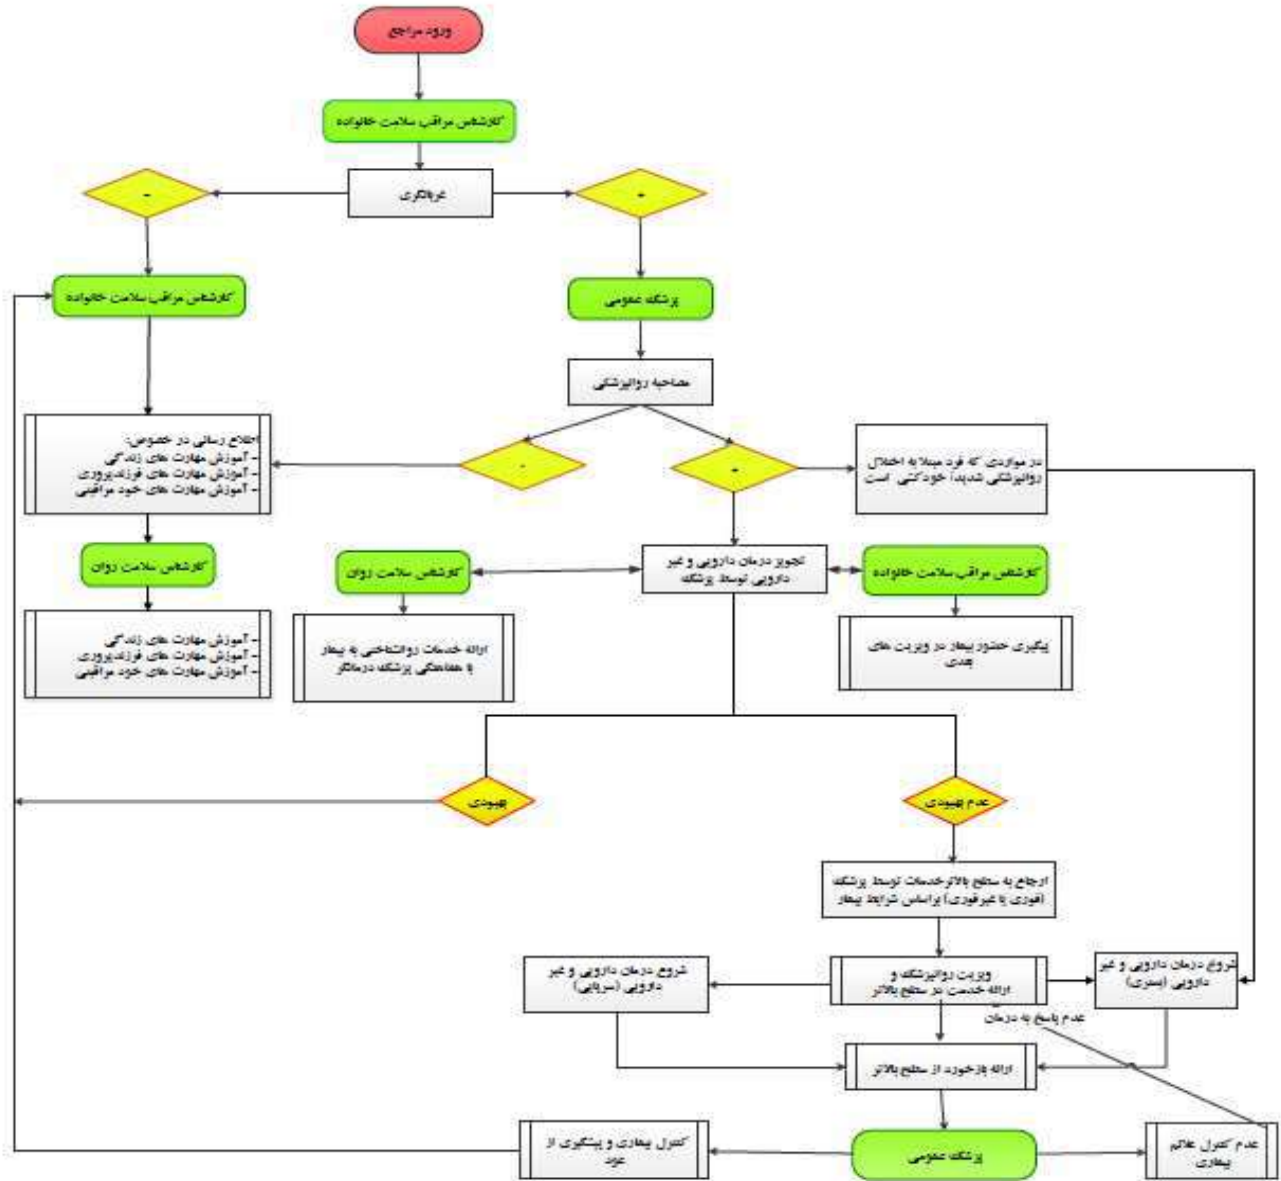 ورود مراجع
کارشناس مراقب سلامت خانواده
غربالگری
-
+
کارشناس مراقب سلامت خانواده
پزشک عمومی
مصاحبه روانپزشکی
اطلاع رسانی در خصوص:
- آموزش مهارت های زندگی
- آموزش مهارت های فرزندپروری
- آموزش مهارت های خود مراقبتی
-
+
در مواردی که فرد مبتلا به اختلال
روانپزشکی شدید/ خودکشی است
کارشناس سلامت روان
کارشناس سلامت روان
تجویز درمان دارویی و غیر
دارویی توسط پزشک
کارشناس مراقب سلامت خانواده
- آموزش مهارت های زندگی
- آموزش مهارت های فرزندپروری
- آموزش مهارت های خود مراقبتی
ارائه خدمات روانشناختی به بیمار
با هماهنگی پزشک درمانگر
پیگیری حضور بیمار در ویزیت های
بعدی
بهبودی
عدم بهبودی
ارجاع به سطح بالاتر خدمات توسط پزشک
(فوری یا غیرفوری) براساس شرایط بیمار
شروع درمان دارویی و غیر
دارویی (سرپایی)
ویزیت روانپزشک و
ارائه خدمت در سطح بالاتر
شروع درمان دارویی و غیر
دارویی (بستری)
عدم پاسخ به درمان
ارائه بازخورد از سطح بالاتر
کنترل بیماری و پیشگیری از
عود
پزشک عمومی
عدم کنترل علائم
بیماری